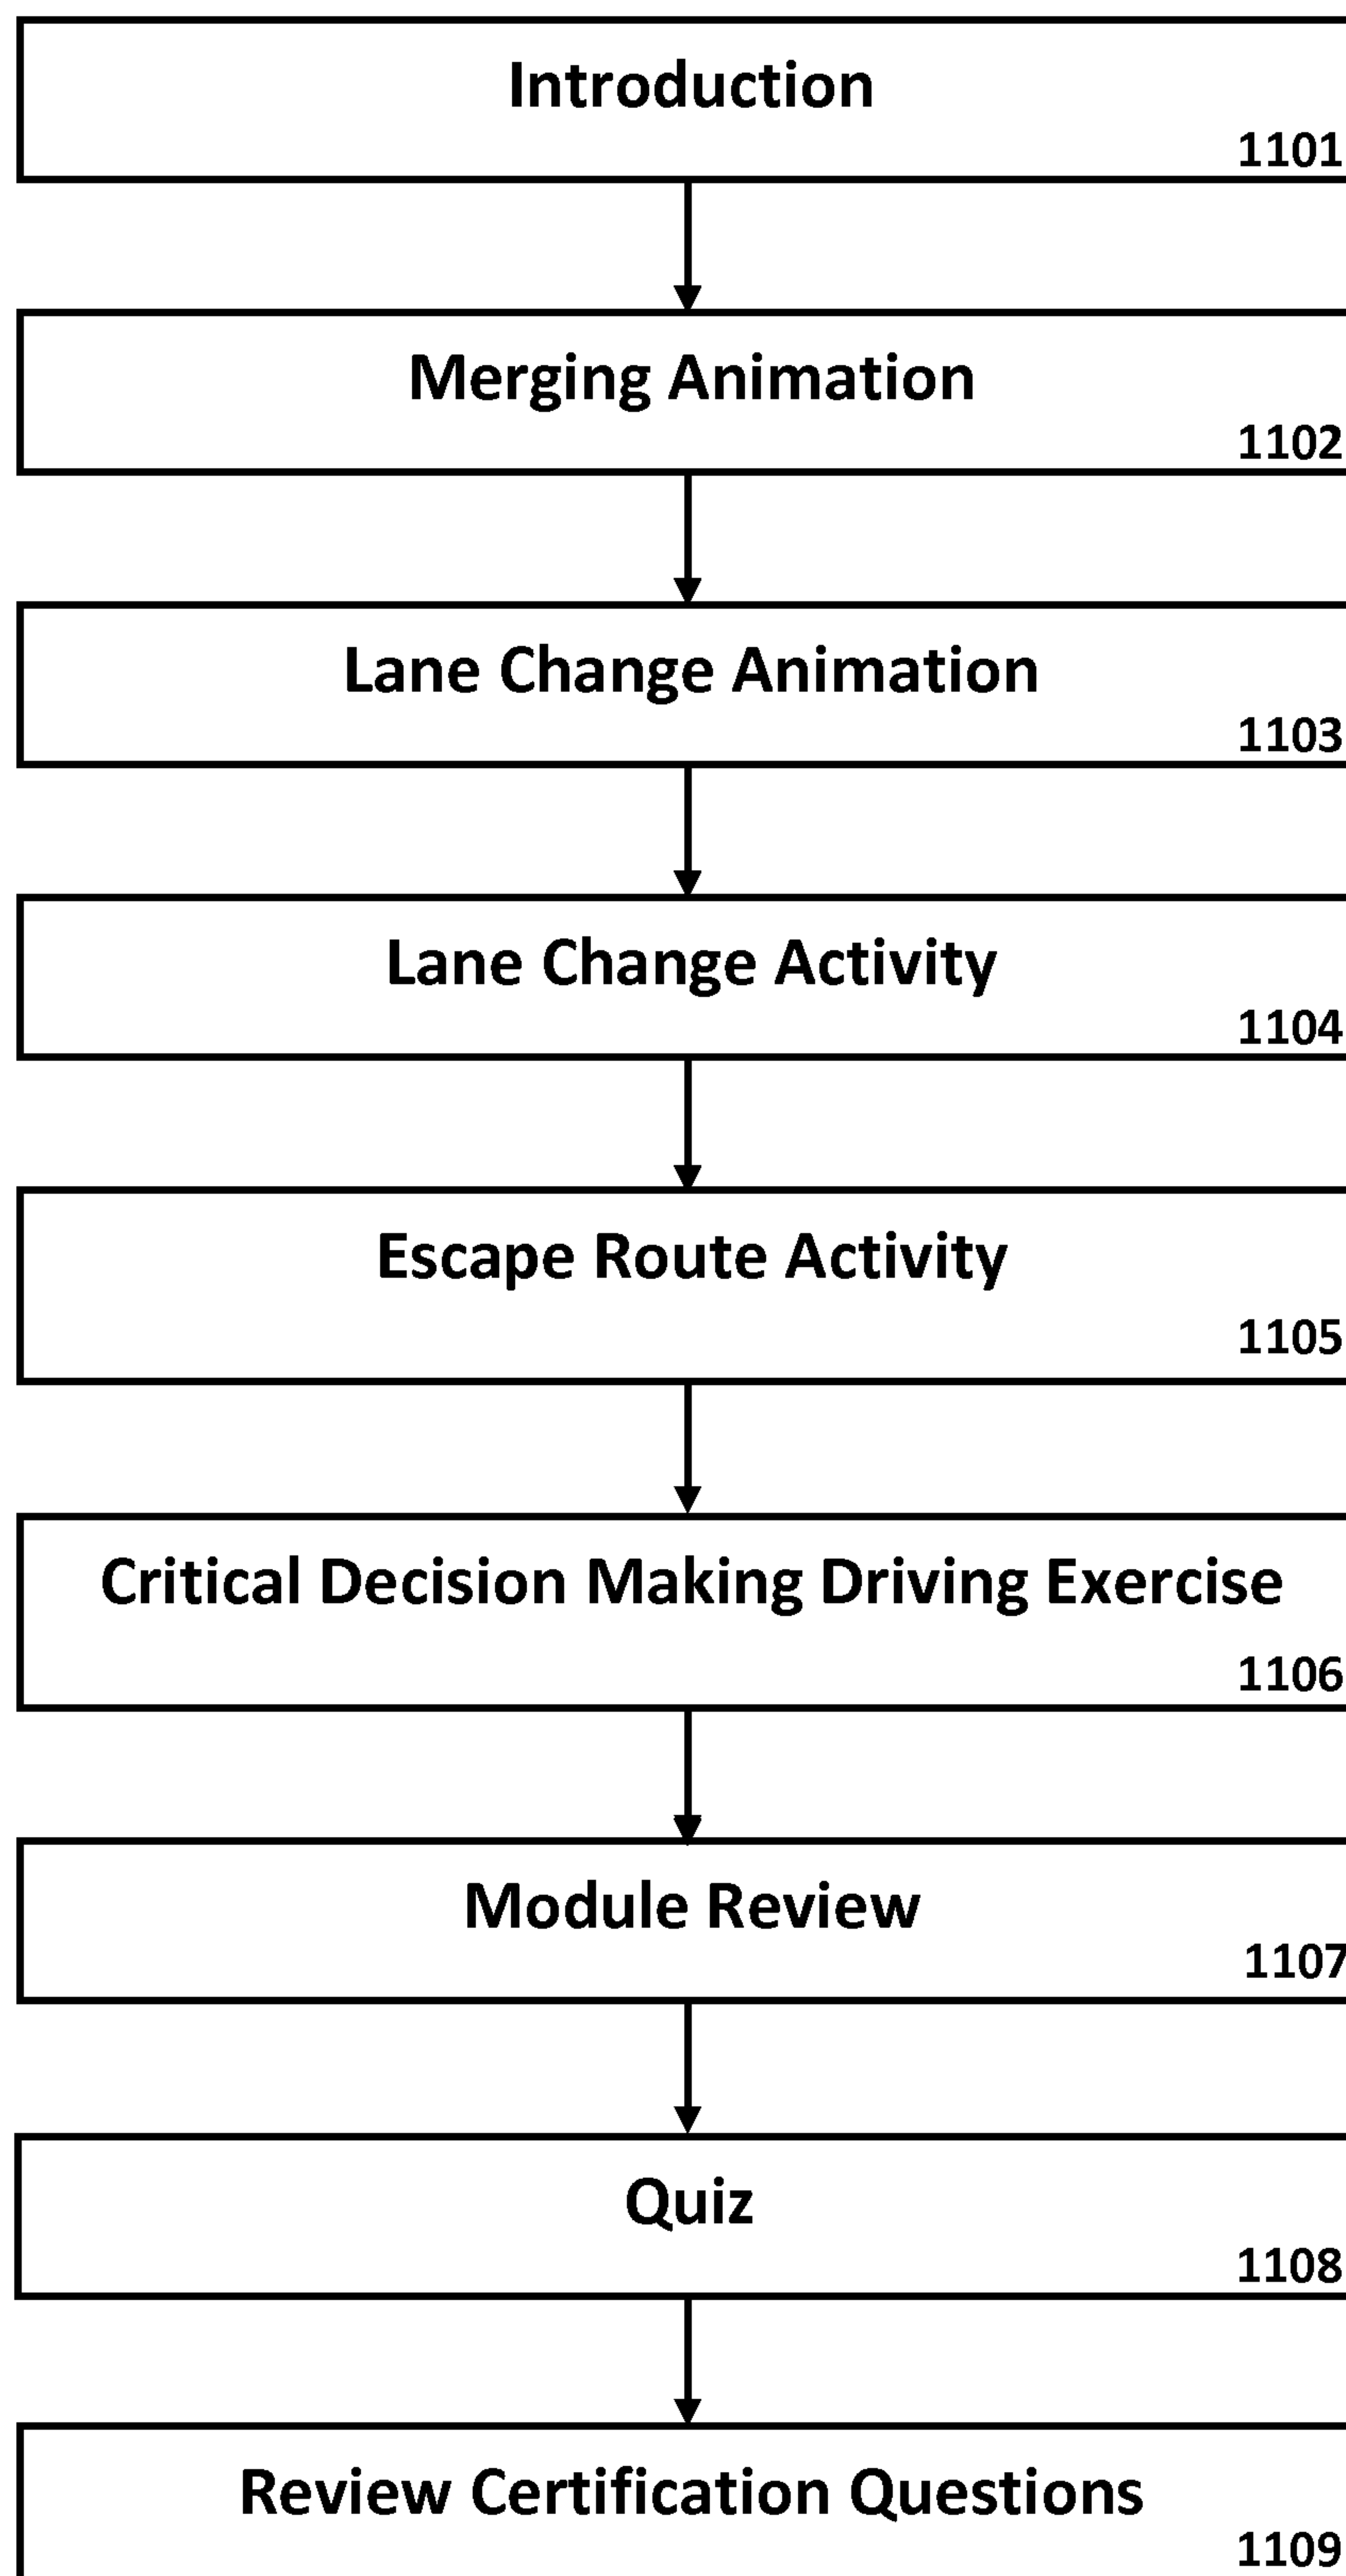 Introduction
1101
Merging Animation
1102
Lane Change Animation
1103
Lane Change Activity
1104
Escape Route Activity
1105
Critical Decision Making Driving Exercise
1106
Module Review
1107
Quiz
1108
Review Certification Questions
1109